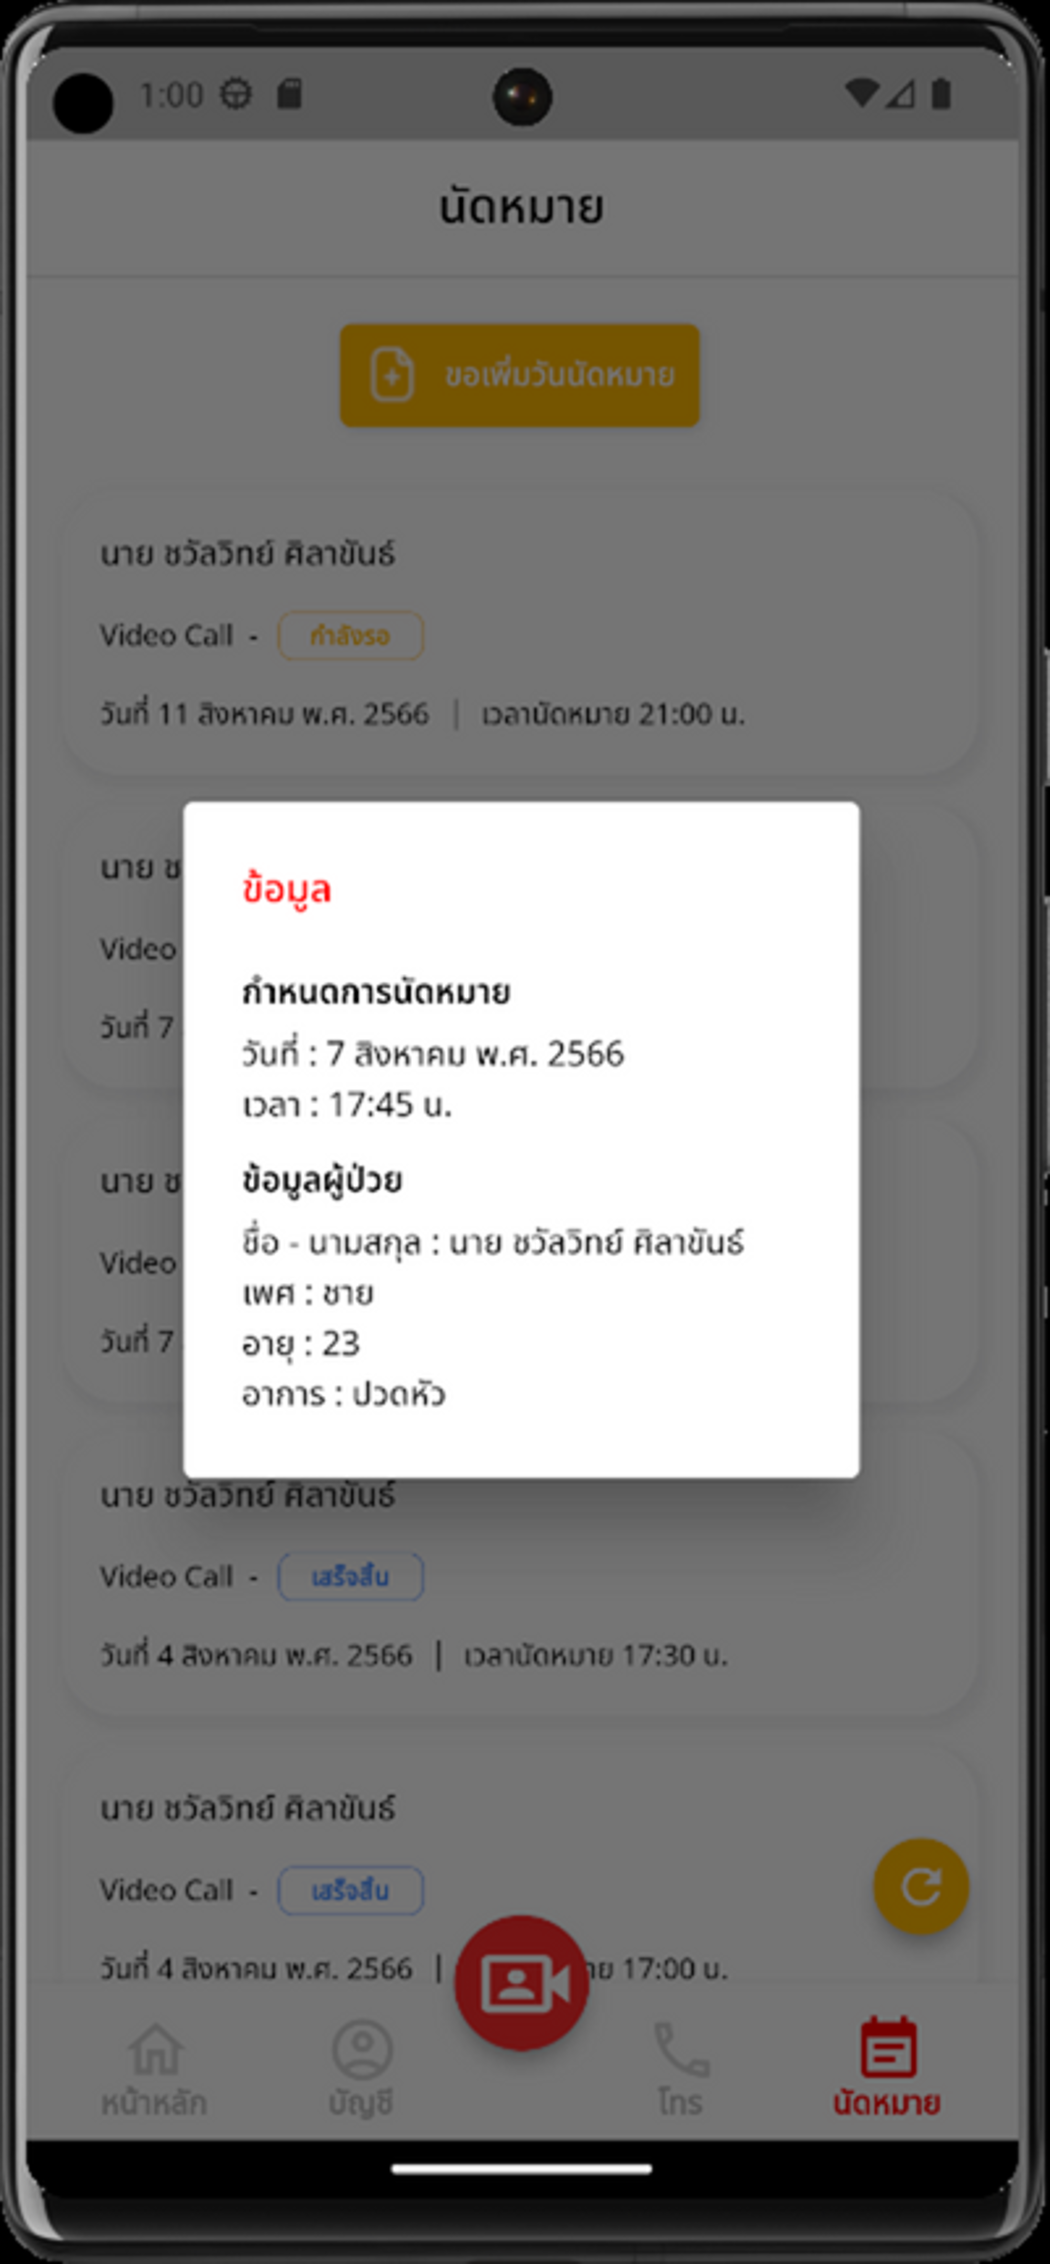 1:00
นัดหมาย
ขอเพิ่มวันนัดหมาย
นาย ชวัลวิทย์ ศิลาขันธ์
Video Call - กำลังรอ
วันที่ 11 สิงหาคม พ.ศ. 2566 | เวลานัดหมาย 21:00 น.
นาย ช
Video
วันที่ 7
ข้อมูล
กำหนดการนัดหมาย
วันที่ : 7 สิงหาคม พ.ศ. 2566
เวลา : 17:45 น.
ข้อมูลผู้ป่วย
ชื่อ - นามสกุล : นาย ชวัลวิทย์ ศิลาขันธ์
เพศ : ชาย
อายุ : 23
อาการ : ปวดหัว
นาย ช
Video
วันที่ 7
นาย ชวัลวิทย์ ศิลาขันธ์
Video Call - เสร็จสิ้น
วันที่ 4 สิงหาคม พ.ศ. 2566 | เวลานัดหมาย 17:30 น.
นาย ชวัลวิทย์ ศิลาขันธ์
Video Call - เสร็จสิ้น
วันที่ 4 สิงหาคม พ.ศ. 2566 | 17:00 น.
หน้าหลัก
บัญชี
โทร
นัดหมาย